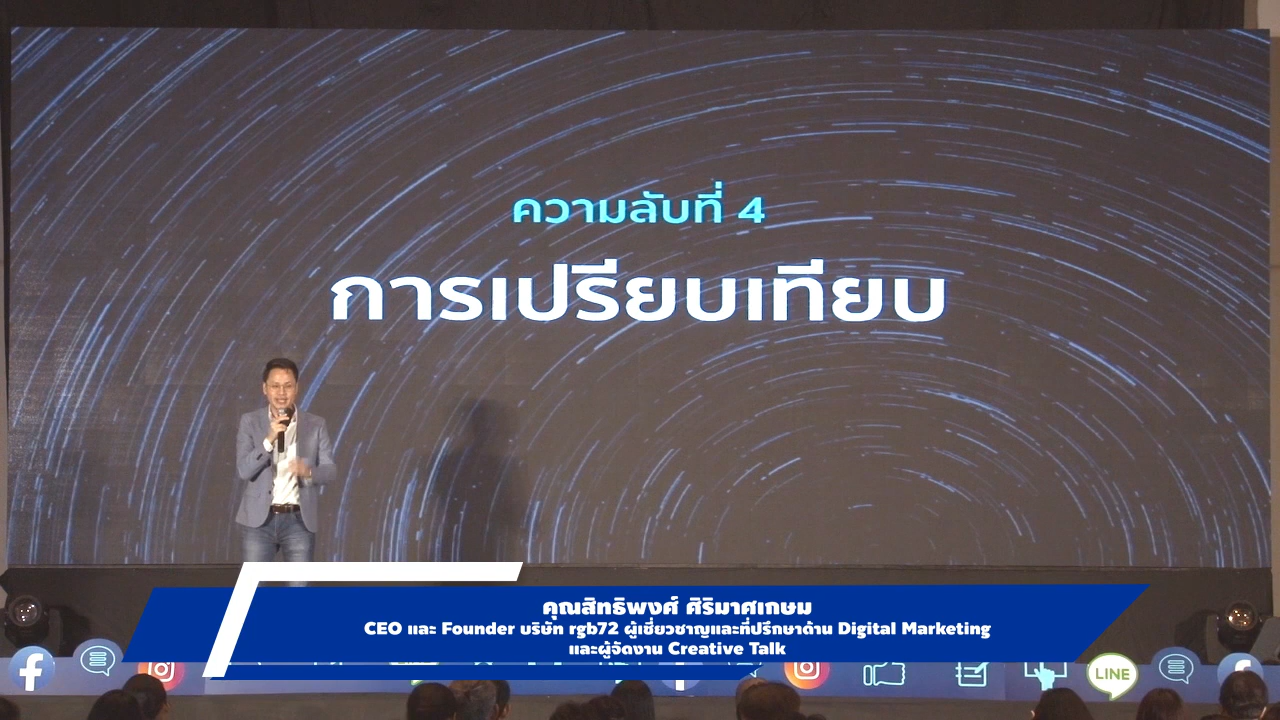 ความลับที่ 4
การเปรียบเทียบ
คุณสิทธิพงศ์ ศิริมาศเกษม
CEO และ Founder บริษัท rgb72 ผู้เชี่ยวชาญและที่ปรึกษาด้าน Digital Marketing
และผู้จัดงาน Creative Talk
LINE